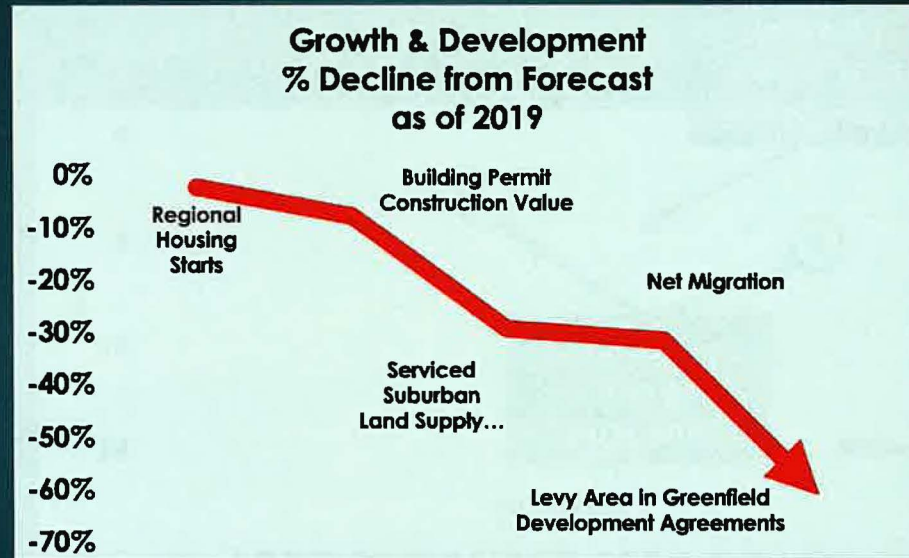 Growth & Development
% Decline from Forecast
as of 2019
0%
-10%
-20%
-30%
-40%
-50%
-60%
-70%
Regional
Housing
Starts
Building Permit
Construction Value
Serviced
Suburban
Land Supply...
Net Migration
Levy Area in Greenfield
Development Agreements